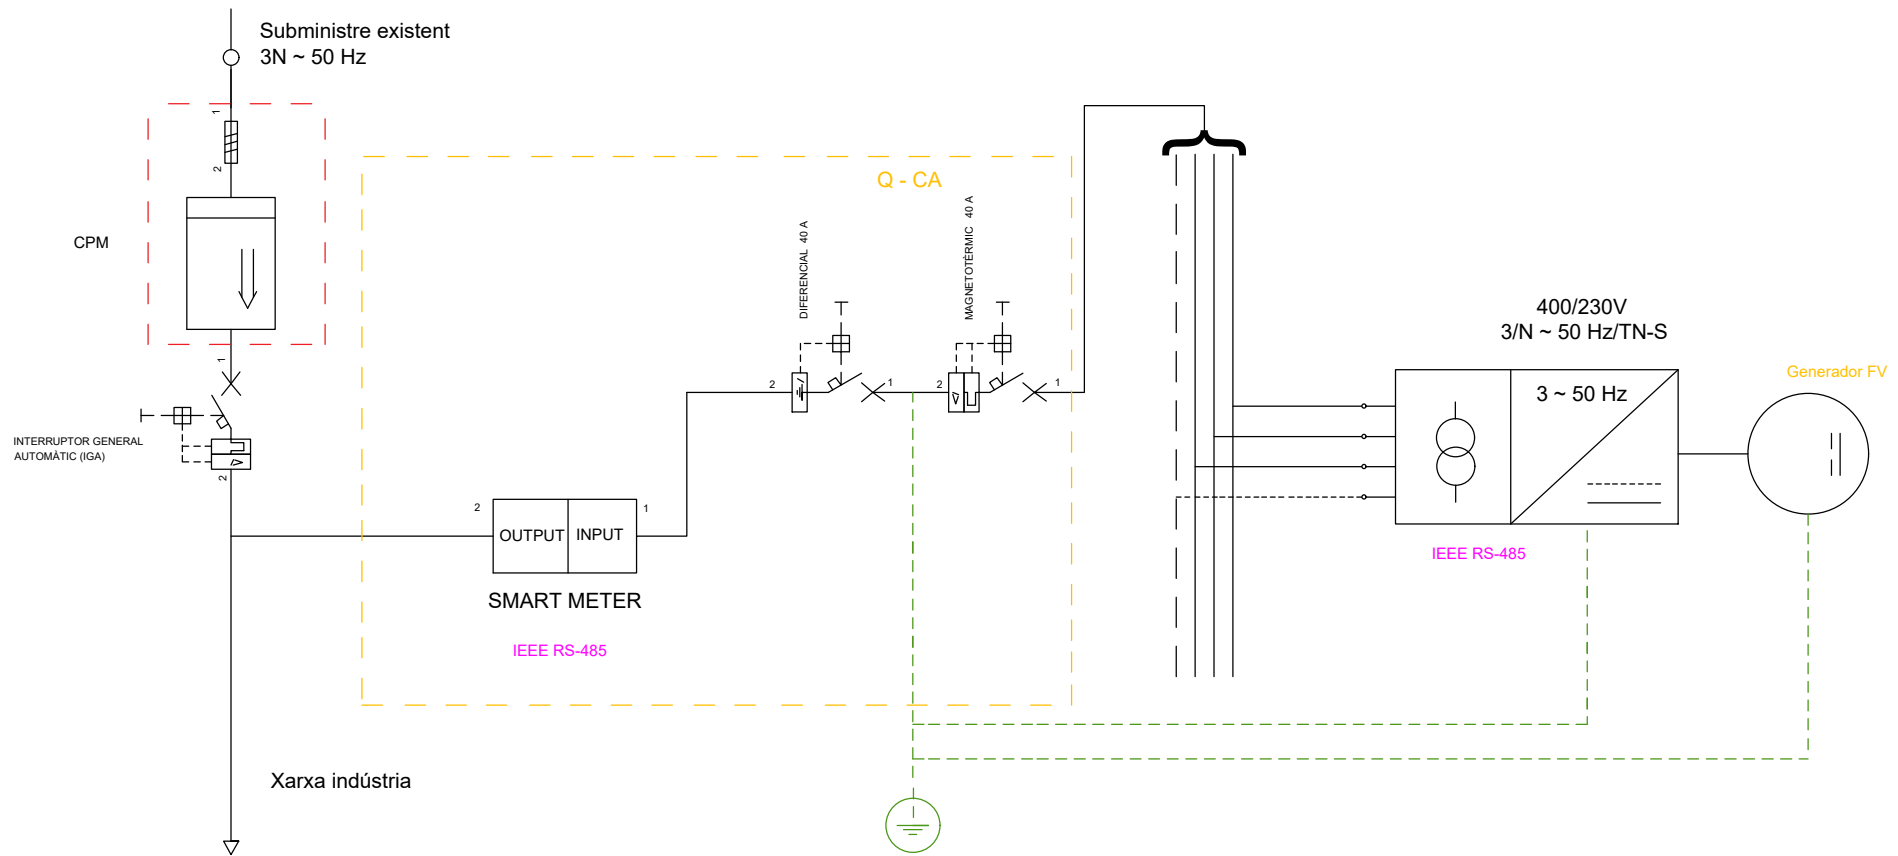 Subministre existent
3N ~ 50 Hz
1
2
CPM
1
INTERRUPTOR GENERAL
AUTOMÀTIC (IGA)
2
Q - CA
DIFERENCIAL 40 A
MAGNETOTÈRMIC 40 A
2
1
2
1
2
OUTPUT
INPUT
1
SMART METER
IEEE RS-485
400/230V
3/N ~ 50 Hz/TN-S
3 ~ 50 Hz
Generador FV
IEEE RS-485
Xarxa indústria